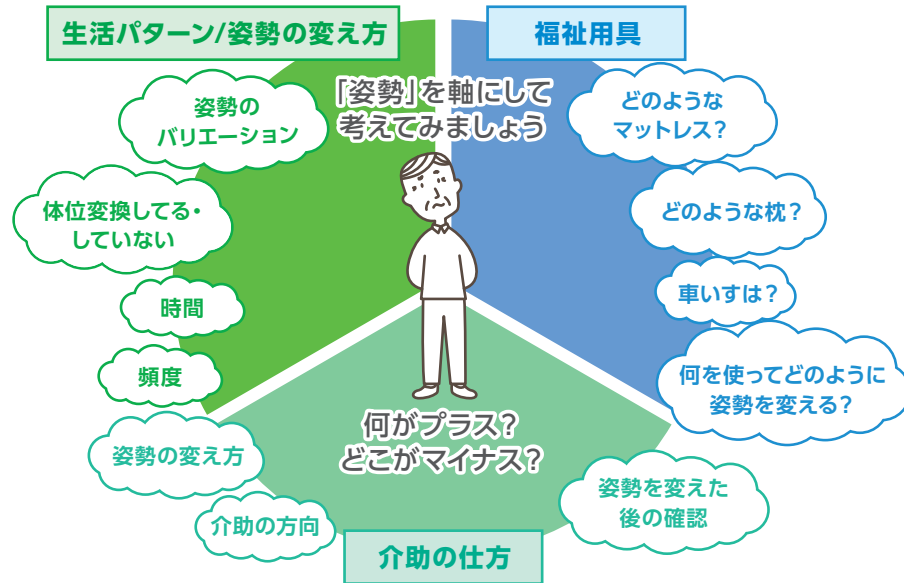 生活パターン/姿勢の変え方
福祉用具
「姿勢」を軸にして
考えてみましょう
姿勢の
バリエーション
体位変換してる・
していない
時間
頻度
どのような
マットレス？
どのような枕？
車いすは？
何を使ってどのように
姿勢を変える？
何がプラス？
どこがマイナス？
姿勢の変え方
介助の方向
姿勢を変えた
後の確認
介助の仕方